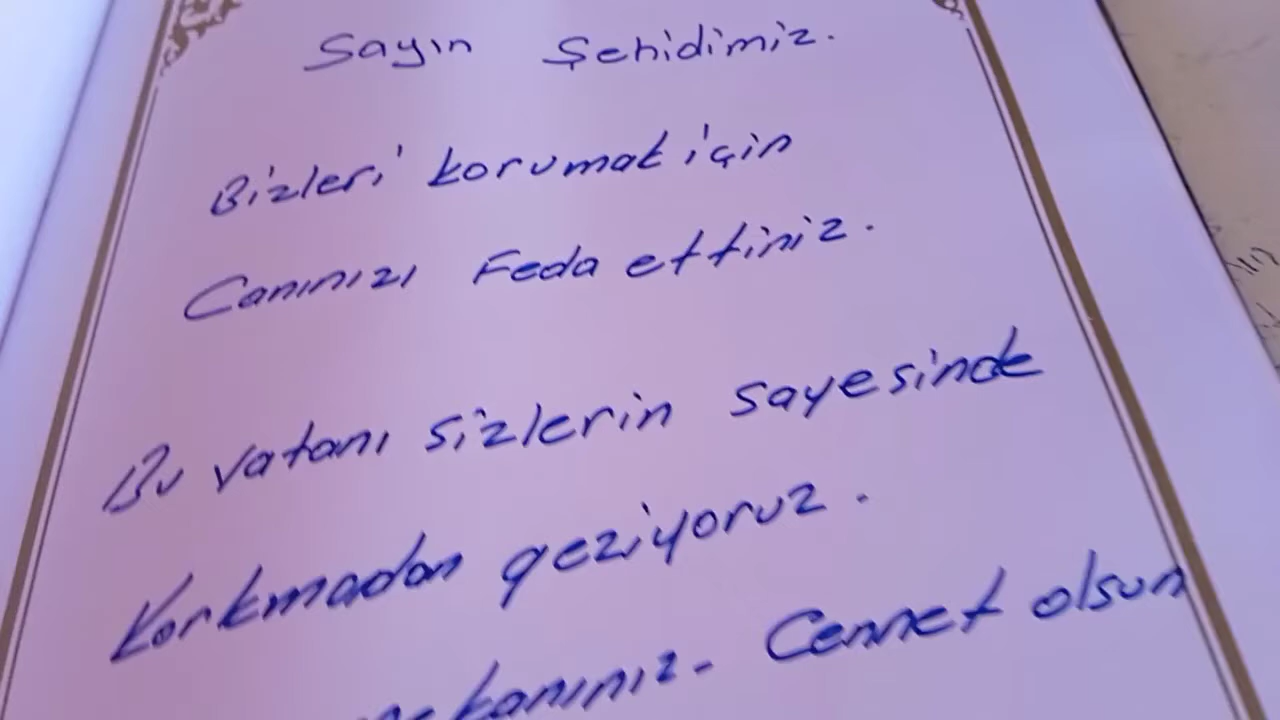 Sayın Şehidimiz.
Bizleri korumak için
Canınızı Feda ettiniz.
Bu vatanı sizlerin sayesinde
Korkmadan geziyoruz.
Cennet olsun